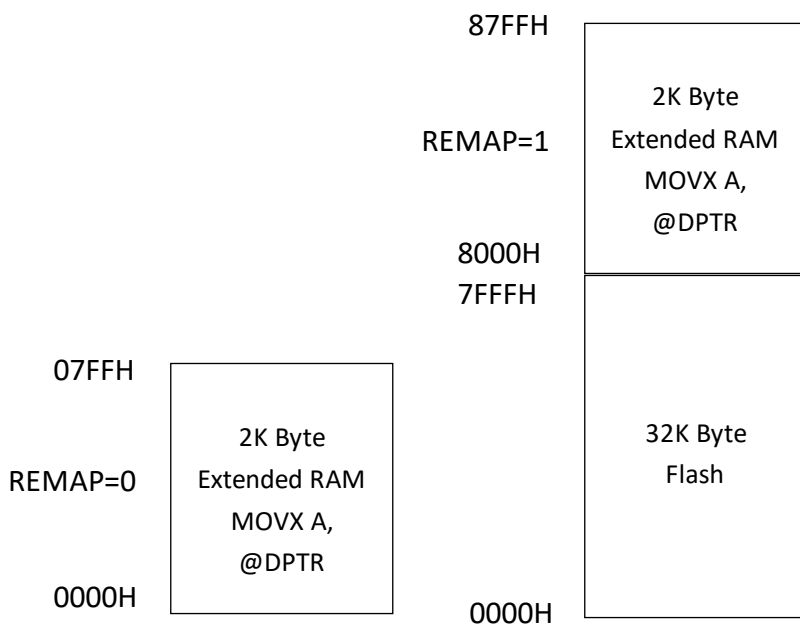 87FFH
2K Byte
Extended RAM
MOVX A,
@DPTR
REMAP=1
8000H
7FFFH
07FFH
2K Byte
Extended RAM
MOVX A,
@DPTR
REMAP=0
0000H
32K Byte
Flash
0000H